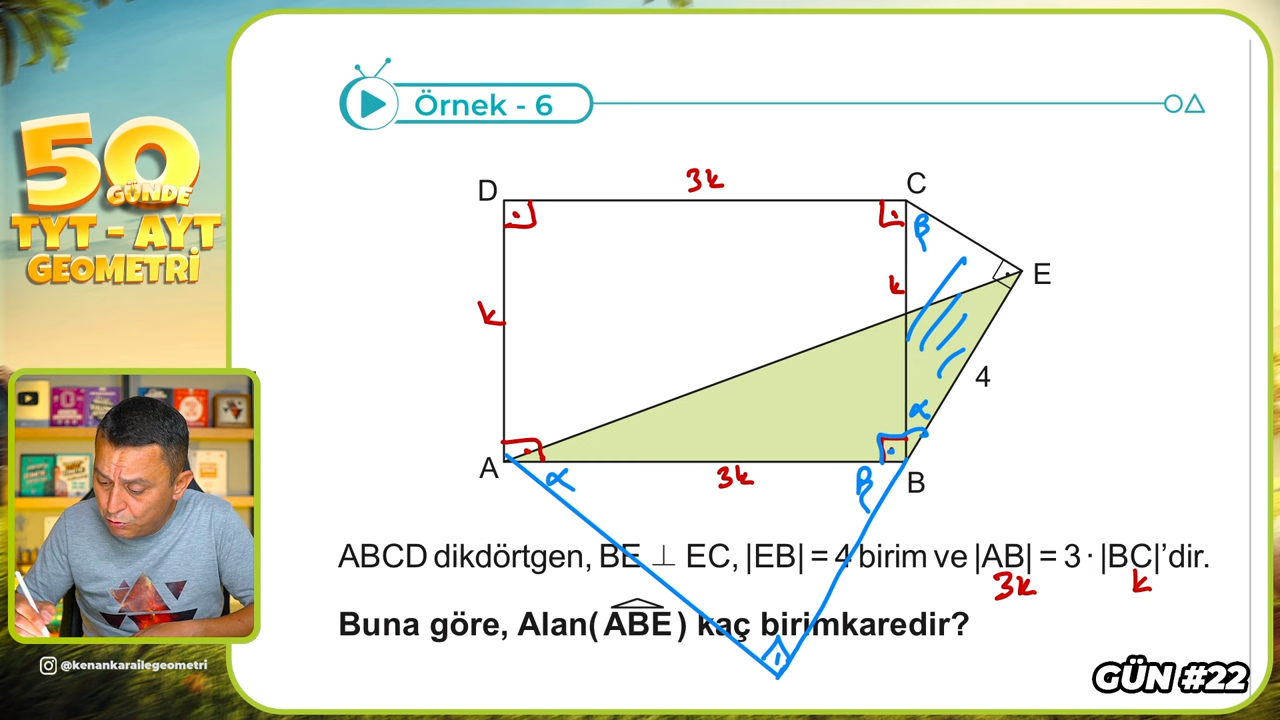 50
GÜNDE
TYT - AYT
GEOMETRİ
Örnek - 6
3k
D
C
β
k
k
E
4
α
A
α
3k
β
B
ABCD dikdörtgen, BE ⊥ EC, |EB| = 4 birim ve |AB| = 3 · |BC|'dir.
3k
k
Buna göre, Alan(ABE) kaç birimkaredir?
@kenankarailegeometri
GÜN #22